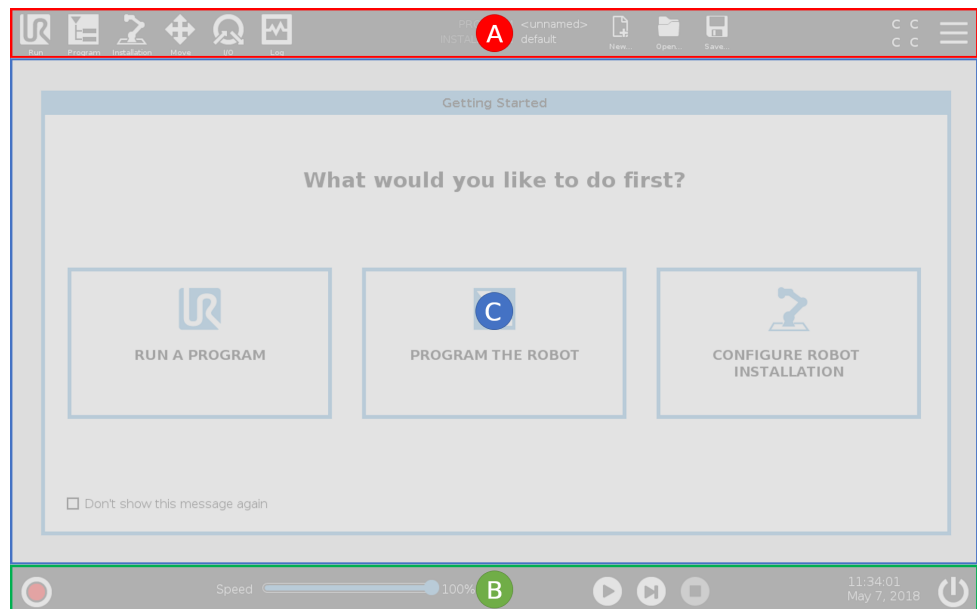 Run Program Installation Move I/O Log
<unnamed>
default
New... Open... Save...
C C
C C
A
Getting Started
What would you like to do first?
C
RUN A PROGRAM
PROGRAM THE ROBOT
CONFIGURE ROBOT
INSTALLATION
Don't show this message again
Speed 100%
B
11:34:01
May 7, 2018